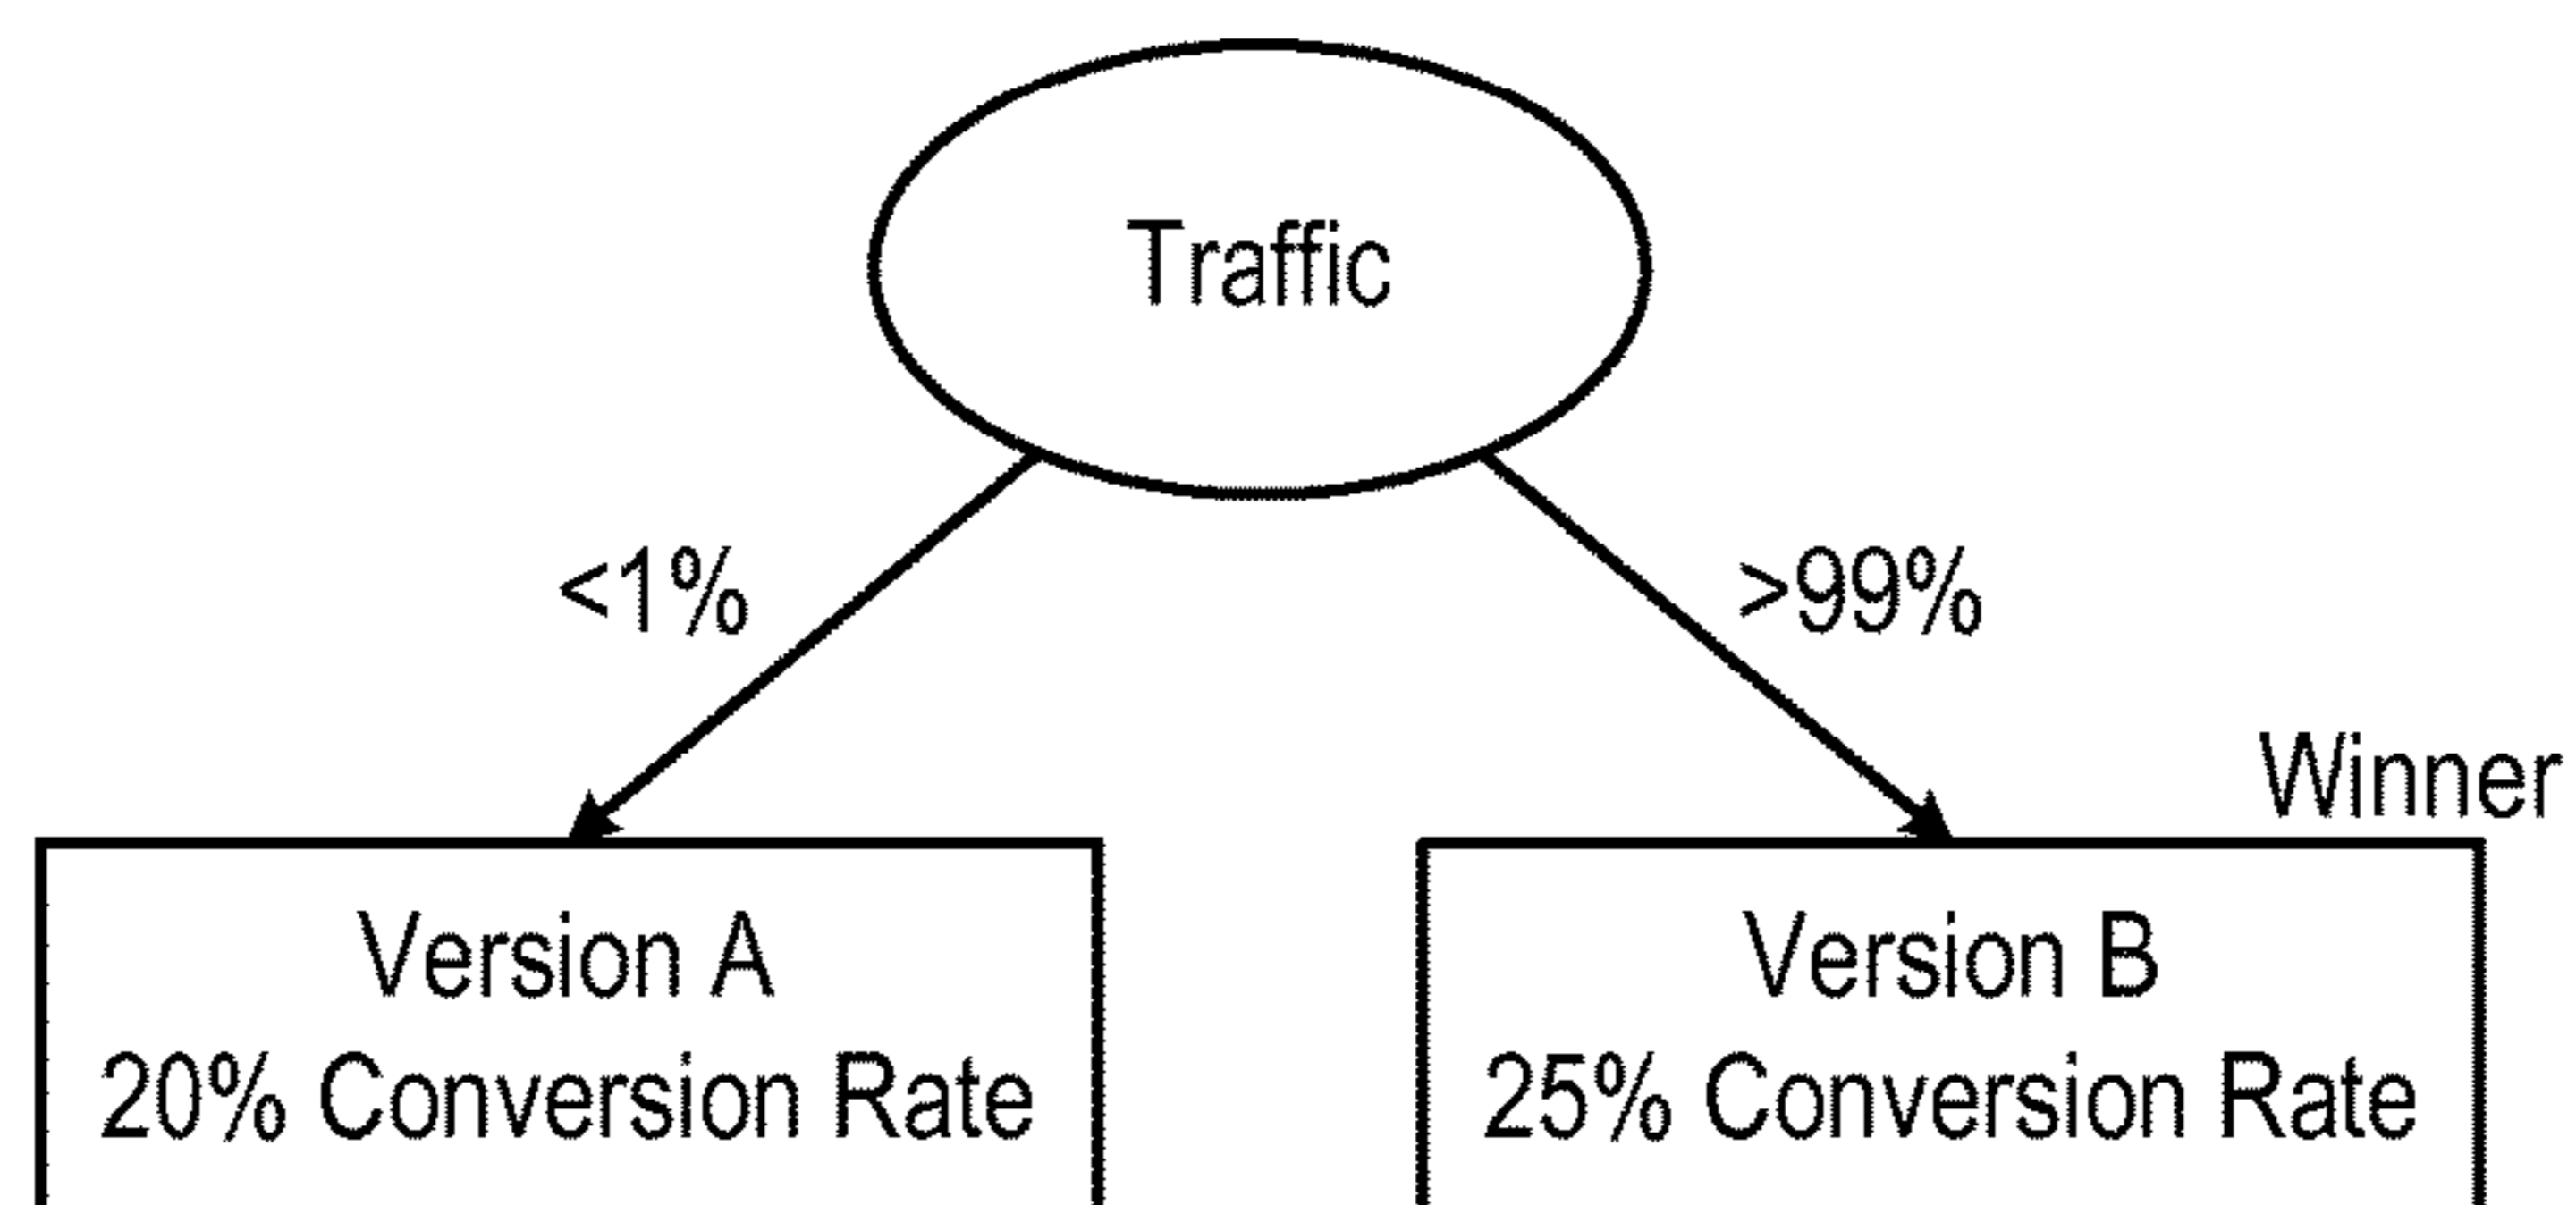 Traffic
<1%
>99%
Winner
Version A
20% Conversion Rate
Version B
25% Conversion Rate